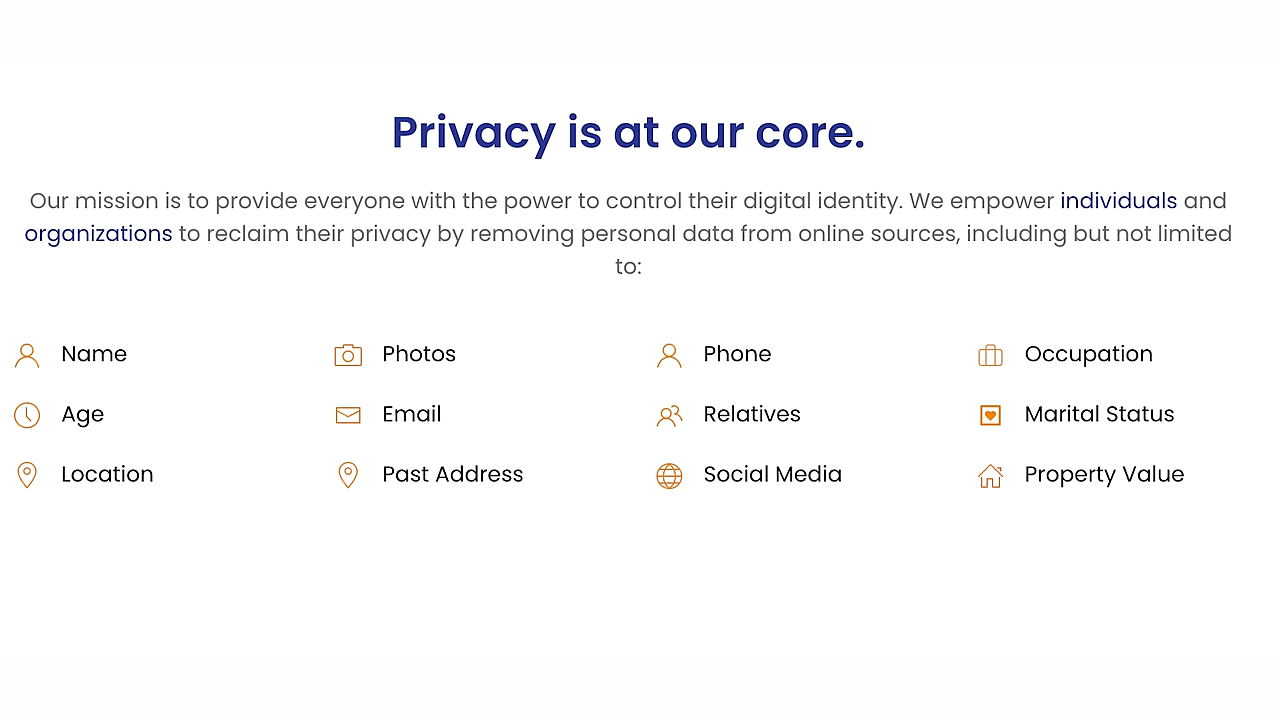 Privacy is at our core.
Our mission is to provide everyone with the power to control their digital identity. We empower individuals and
organizations to reclaim their privacy by removing personal data from online sources, including but not limited
to:
Name
Photos
Phone
Occupation
Age
Email
Relatives
Marital Status
Location
Past Address
Social Media
Property Value